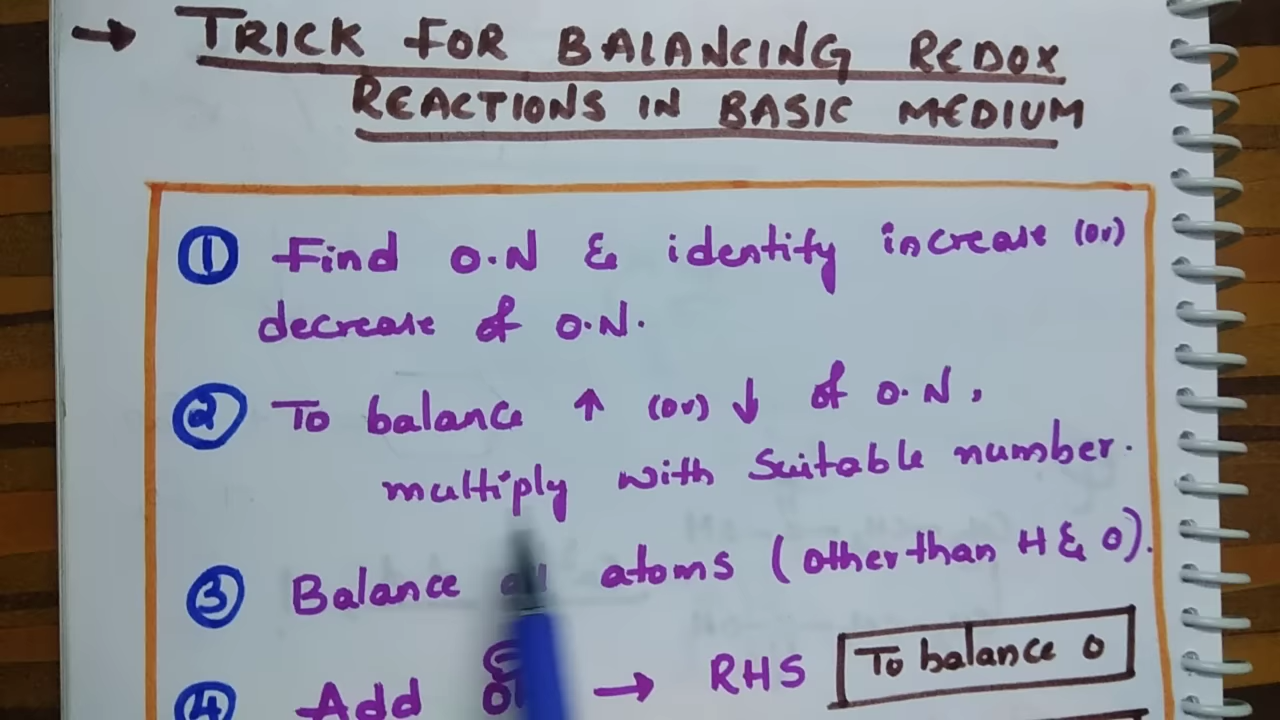 → TRICK FOR BALANCING REDOX
REACTIONS IN BASIC MEDIUM
① Find O.N & identify increase (or)
decrease of O.N.
② To balance ↑ (or) ↓ of O.N,
multiply with suitable number.
③ Balance atoms (other than H & O).
④ Add → RHS To balance O